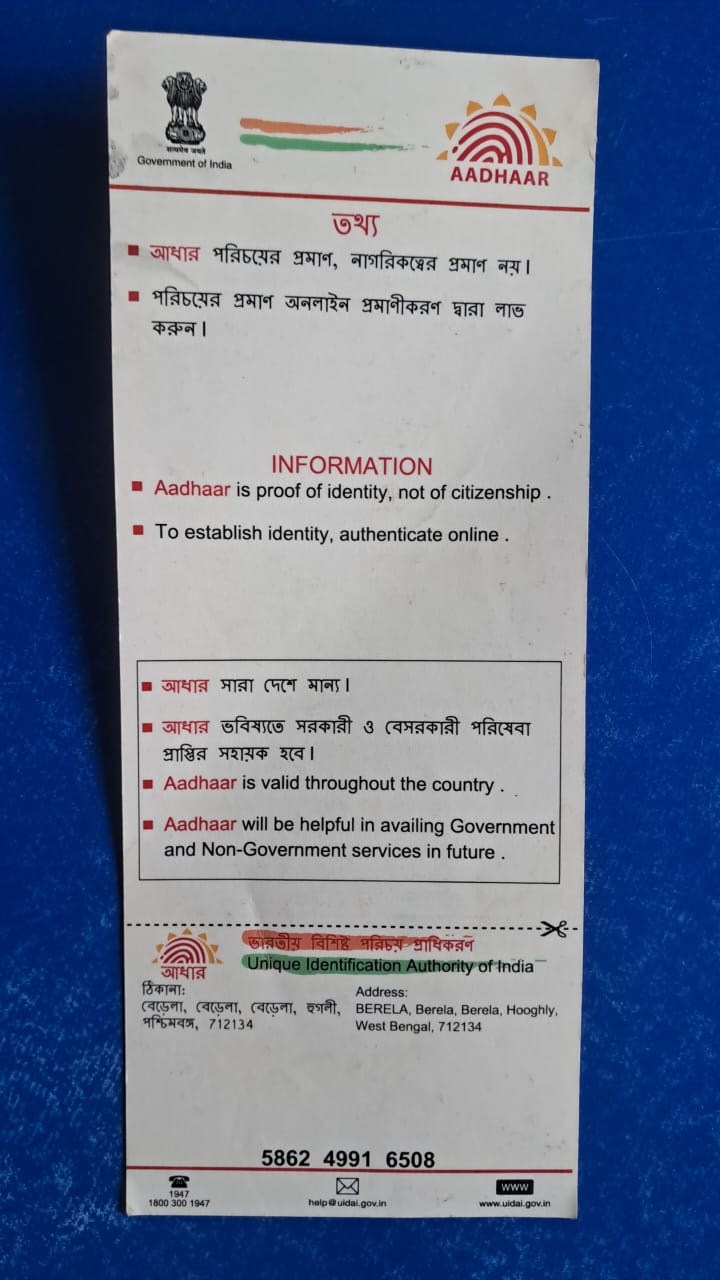 सत्यमेव जयते
Government of India
AADHAAR
তথ্য
আধার পরিচয়ের প্রমাণ, নাগরিকত্বের প্রমাণ নয়।
পরিচয়ের প্রমাণ অনলাইন প্রমাণীকরণ দ্বারা লাভ
করুন।
INFORMATION
Aadhaar is proof of identity, not of citizenship .
To establish identity, authenticate online .
আধার সারা দেশে মান্য।
আধার ভবিষ্যতে সরকারী ও বেসরকারী পরিষেবা
প্রাপ্তির সহায়ক হবে।
Aadhaar is valid throughout the country .
Aadhaar will be helpful in availing Government
and Non-Government services in future .
ভারতীয় বিশিষ্ট পরিচয় প্রাধিকরণ
Unique Identification Authority of India
আধার
ঠিকানা:
বেড়েলা, বেড়েলা, বেড়েলা, হুগলী,
পশ্চিমবঙ্গ, 712134
Address:
BERELA, Berela, Berela, Hooghly,
West Bengal, 712134
5862 4991 6508
1947
1800 300 1947
help@uidai.gov.in
www
www.uidai.gov.in